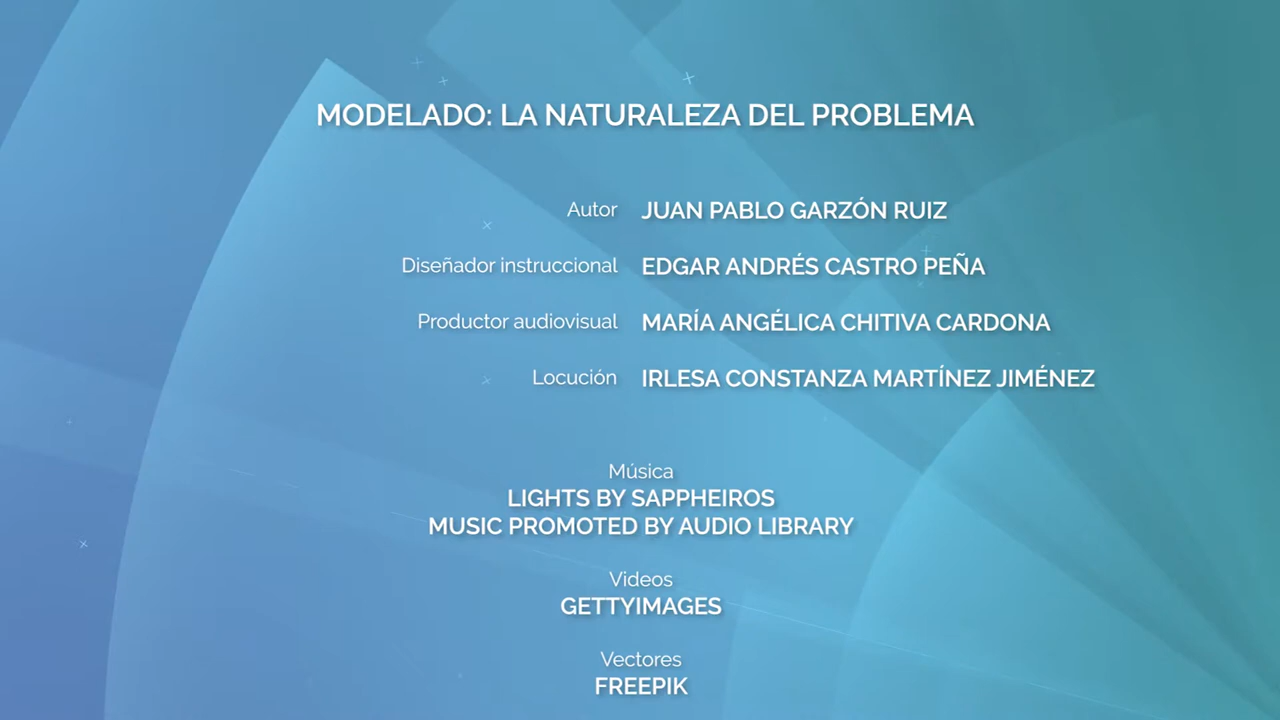 MODELADO: LA NATURALEZA DEL PROBLEMA
Autor JUAN PABLO GARZÓN RUIZ
Diseñador instruccional EDGAR ANDRÉS CASTRO PEÑA
Productor audiovisual MARÍA ANGÉLICA CHITIVA CARDONA
Locución IRLESA CONSTANZA MARTÍNEZ JIMÉNEZ
Música
LIGHTS BY SAPPHEIROS
MUSIC PROMOTED BY AUDIO LIBRARY
Videos
GETTYIMAGES
Vectores
FREEPIK